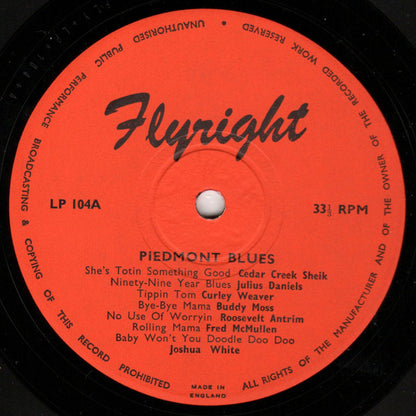 ALL RIGHTS OF THE MANUFACTURER AND OF THE OWNER OF THE RECORDED WORK RESERVED · UNAUTHORISED PUBLIC PERFORMANCE BROADCASTING & COPYING OF THIS RECORD PROHIBITED
Flyright
LP 104A
33⅓ RPM
PIEDMONT BLUES
She's Totin Something Good Cedar Creek Sheik
Ninety-Nine Year Blues Julius Daniels
Tippin Tom Curley Weaver
Bye-Bye Mama Buddy Moss
No Use Of Worryin Roosevelt Antrim
Rolling Mama Fred McMullen
Baby Won't You Doodle Doo Doo
Joshua White
MADE IN
ENGLAND